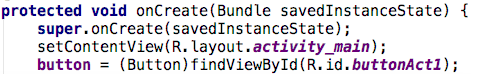 protected void onCreate(Bundle savedInstanceState) {
    super.onCreate(savedInstanceState);
    setContentView(R.layout.activity_main);
    button = (Button)findViewById(R.id.buttonAct1);